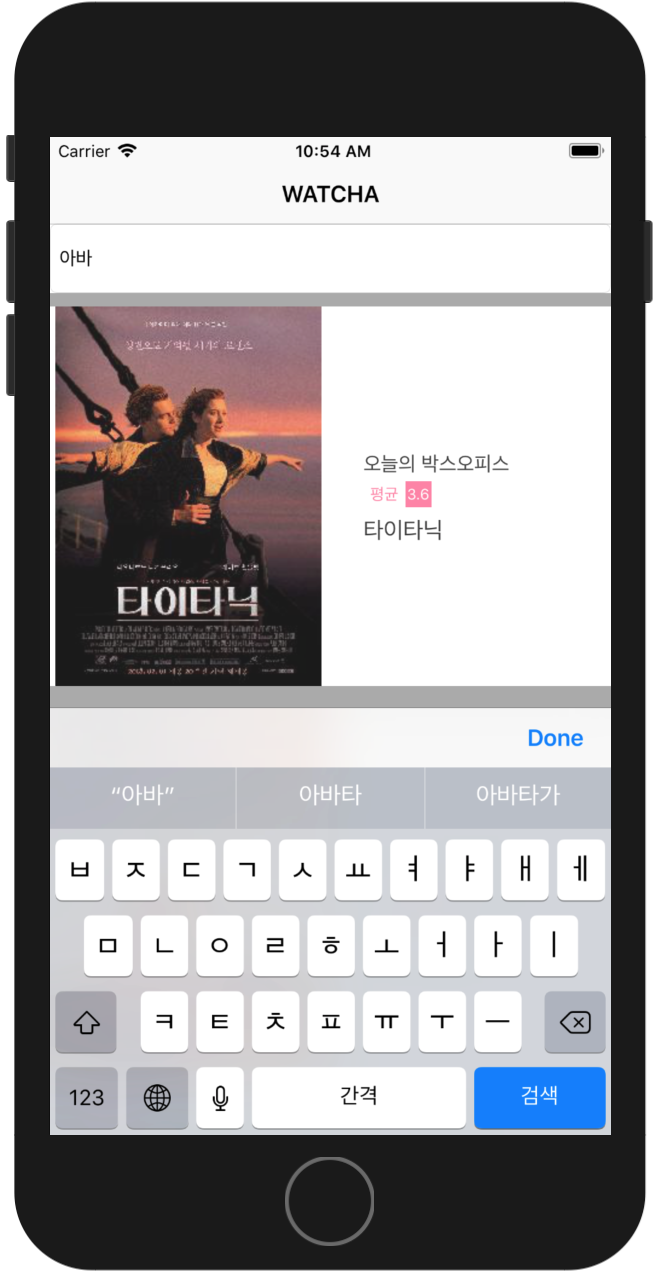 Carrier 10:54 AM
WATCHA
아바
타이타닉
오늘의 박스오피스
평균 3.6
타이타닉
Done
“아바” 아바타 아바타가
ㅂ ㅈ ㄷ ㄱ ㅅ ㅛ ㅕ ㅑ ㅐ ㅔ
ㅁ ㄴ ㅇ ㄹ ㅎ ㅗ ㅓ ㅏ ㅣ
ㅋ ㅌ ㅊ ㅍ ㅠ ㅜ ㅡ
123 간격 검색